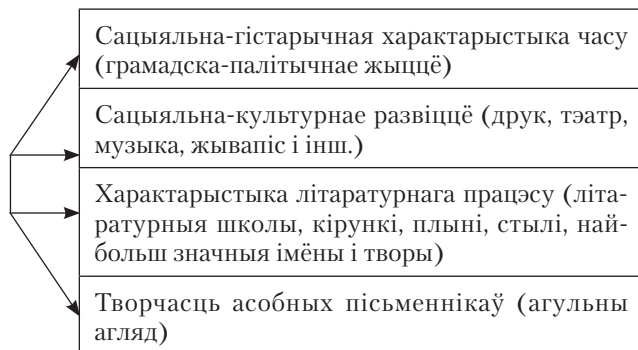 Сацыяльна-гістарычная характарыстыка часу
(грамадска-палітычнае жыццё)
Сацыяльна-культурнае развіццё (друк, тэатр,
музыка, жывапіс і інш.)
Характарыстыка літаратурнага працэсу (літа-
ратурныя школы, кірункі, плыні, стылі, най-
больш значныя імёны і творы)
Творчасць асобных пісьменнікаў (агульны
агляд)